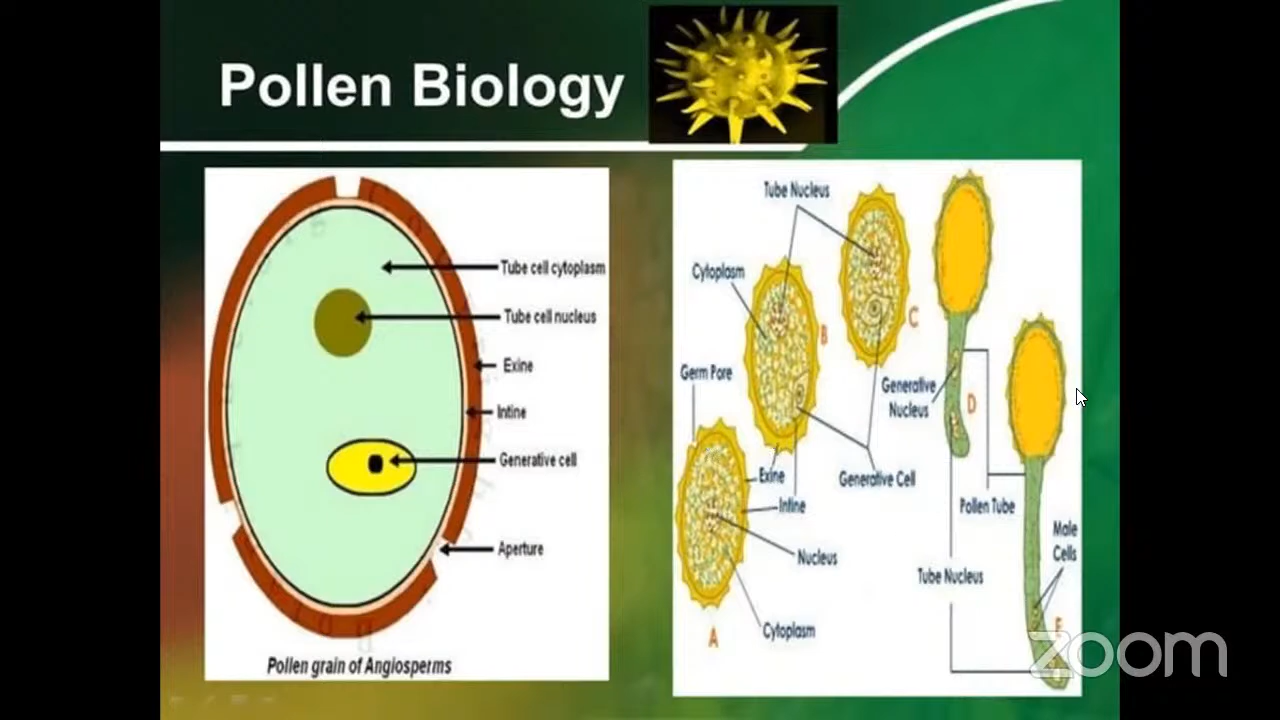 Pollen Biology
Tube cell cytoplasm
Tube cell nucleus
Exine
Intine
Generative cell
Aperture
Pollen grain of Angiosperms
Tube Nucleus
Cytoplasm
B
C
Germ Pore
Generative
Nucleus
D
Exine
Generative Cell
Intine
Pollen Tube
Male
Cells
Nucleus
Tube Nucleus
A
Cytoplasm
zoom